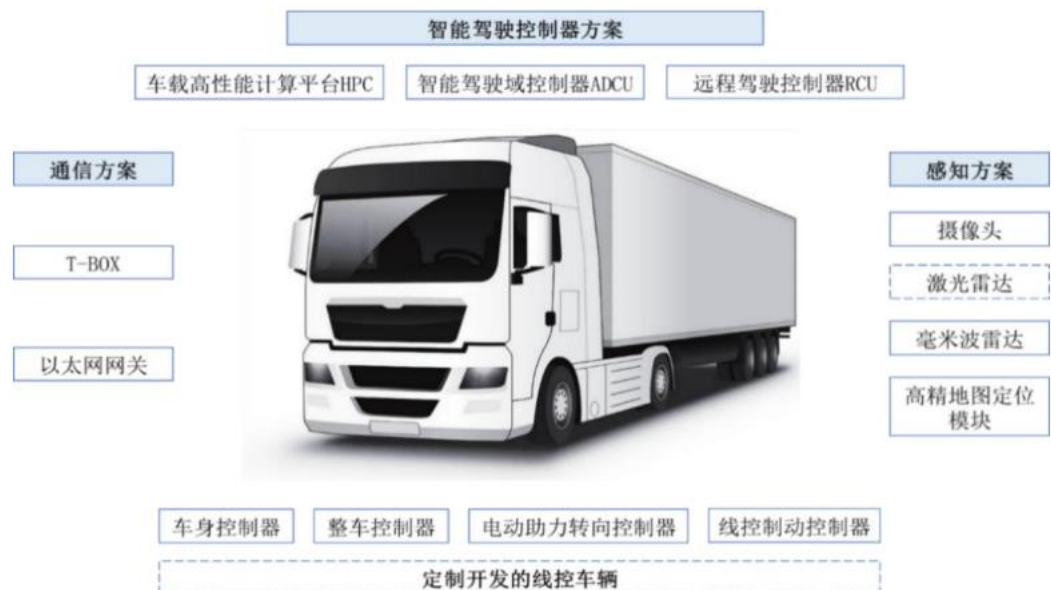 智能驾驶控制器方案
车载高性能计算平台HPC
智能驾驶域控制器ADCU
远程驾驶控制器RCU
通信方案
T-BOX
以太网网关
感知方案
摄像头
激光雷达
毫米波雷达
高精地图定位
模块
车身控制器
整车控制器
电动助力转向控制器
线控制动控制器
定制开发的线控车辆